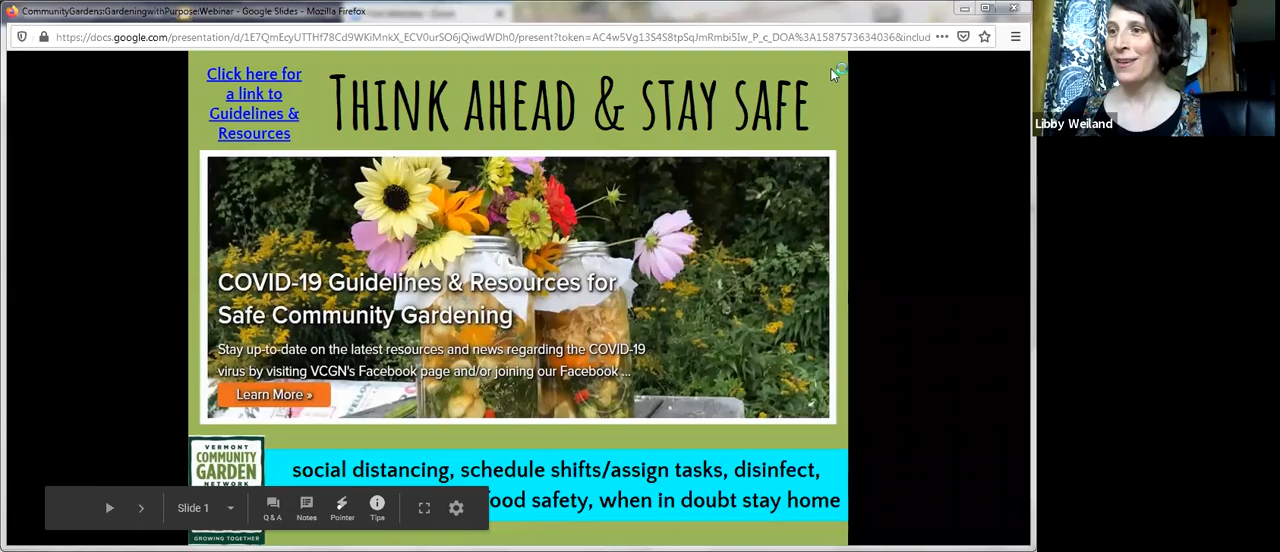 CommunityGardens:GardeningwithPurpose:Webinar - Google Slides - Mozilla Firefox
https://docs.google.com/presentation/d/1E7QmEcyUTTHf78Cd9WKiMnkX_ECV0urSO6jQiwdWDh0/present?token=AC4w5Vg13S4S8tpSqJmRmbi5Iw_P_c_DOA%3A1587573634036&includ
Click here for
a link to
Guidelines &
Resources
THINK AHEAD & STAY SAFE
Libby Weiland
COVID-19 Guidelines & Resources for
Safe Community Gardening
Stay up-to-date on the latest resources and news regarding the COVID-19
virus by visiting VCGN's Facebook page and/or joining our Facebook ...
Learn More »
VERMONT
COMMUNITY
GARDEN
NETWORK
social distancing, schedule shifts/assign tasks, disinfect,
food safety, when in doubt stay home
Slide 1
Q & A
Notes
Pointer
Tips
GROWING TOGETHER